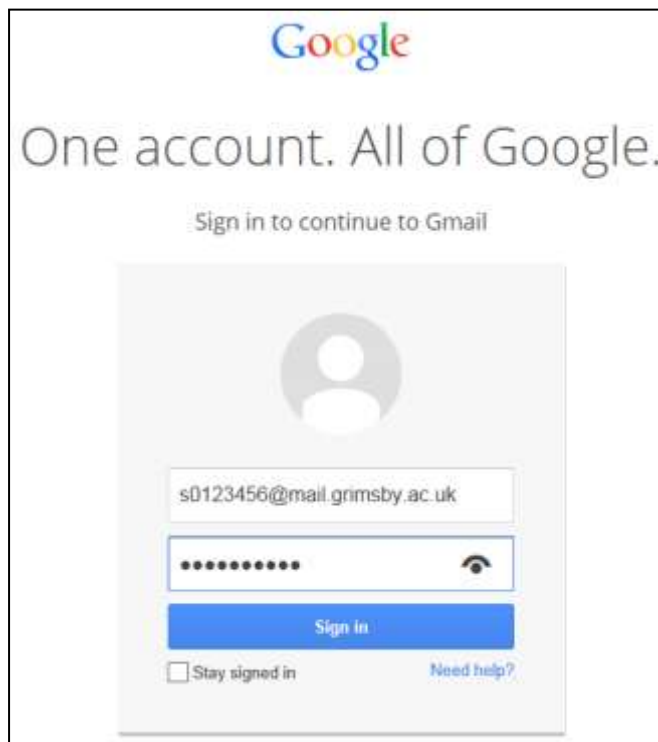 Google
One account. All of Google.
Sign in to continue to Gmail
s0123456@mail.grimsby.ac.uk
••••••••••
Sign in
Stay signed in Need help?